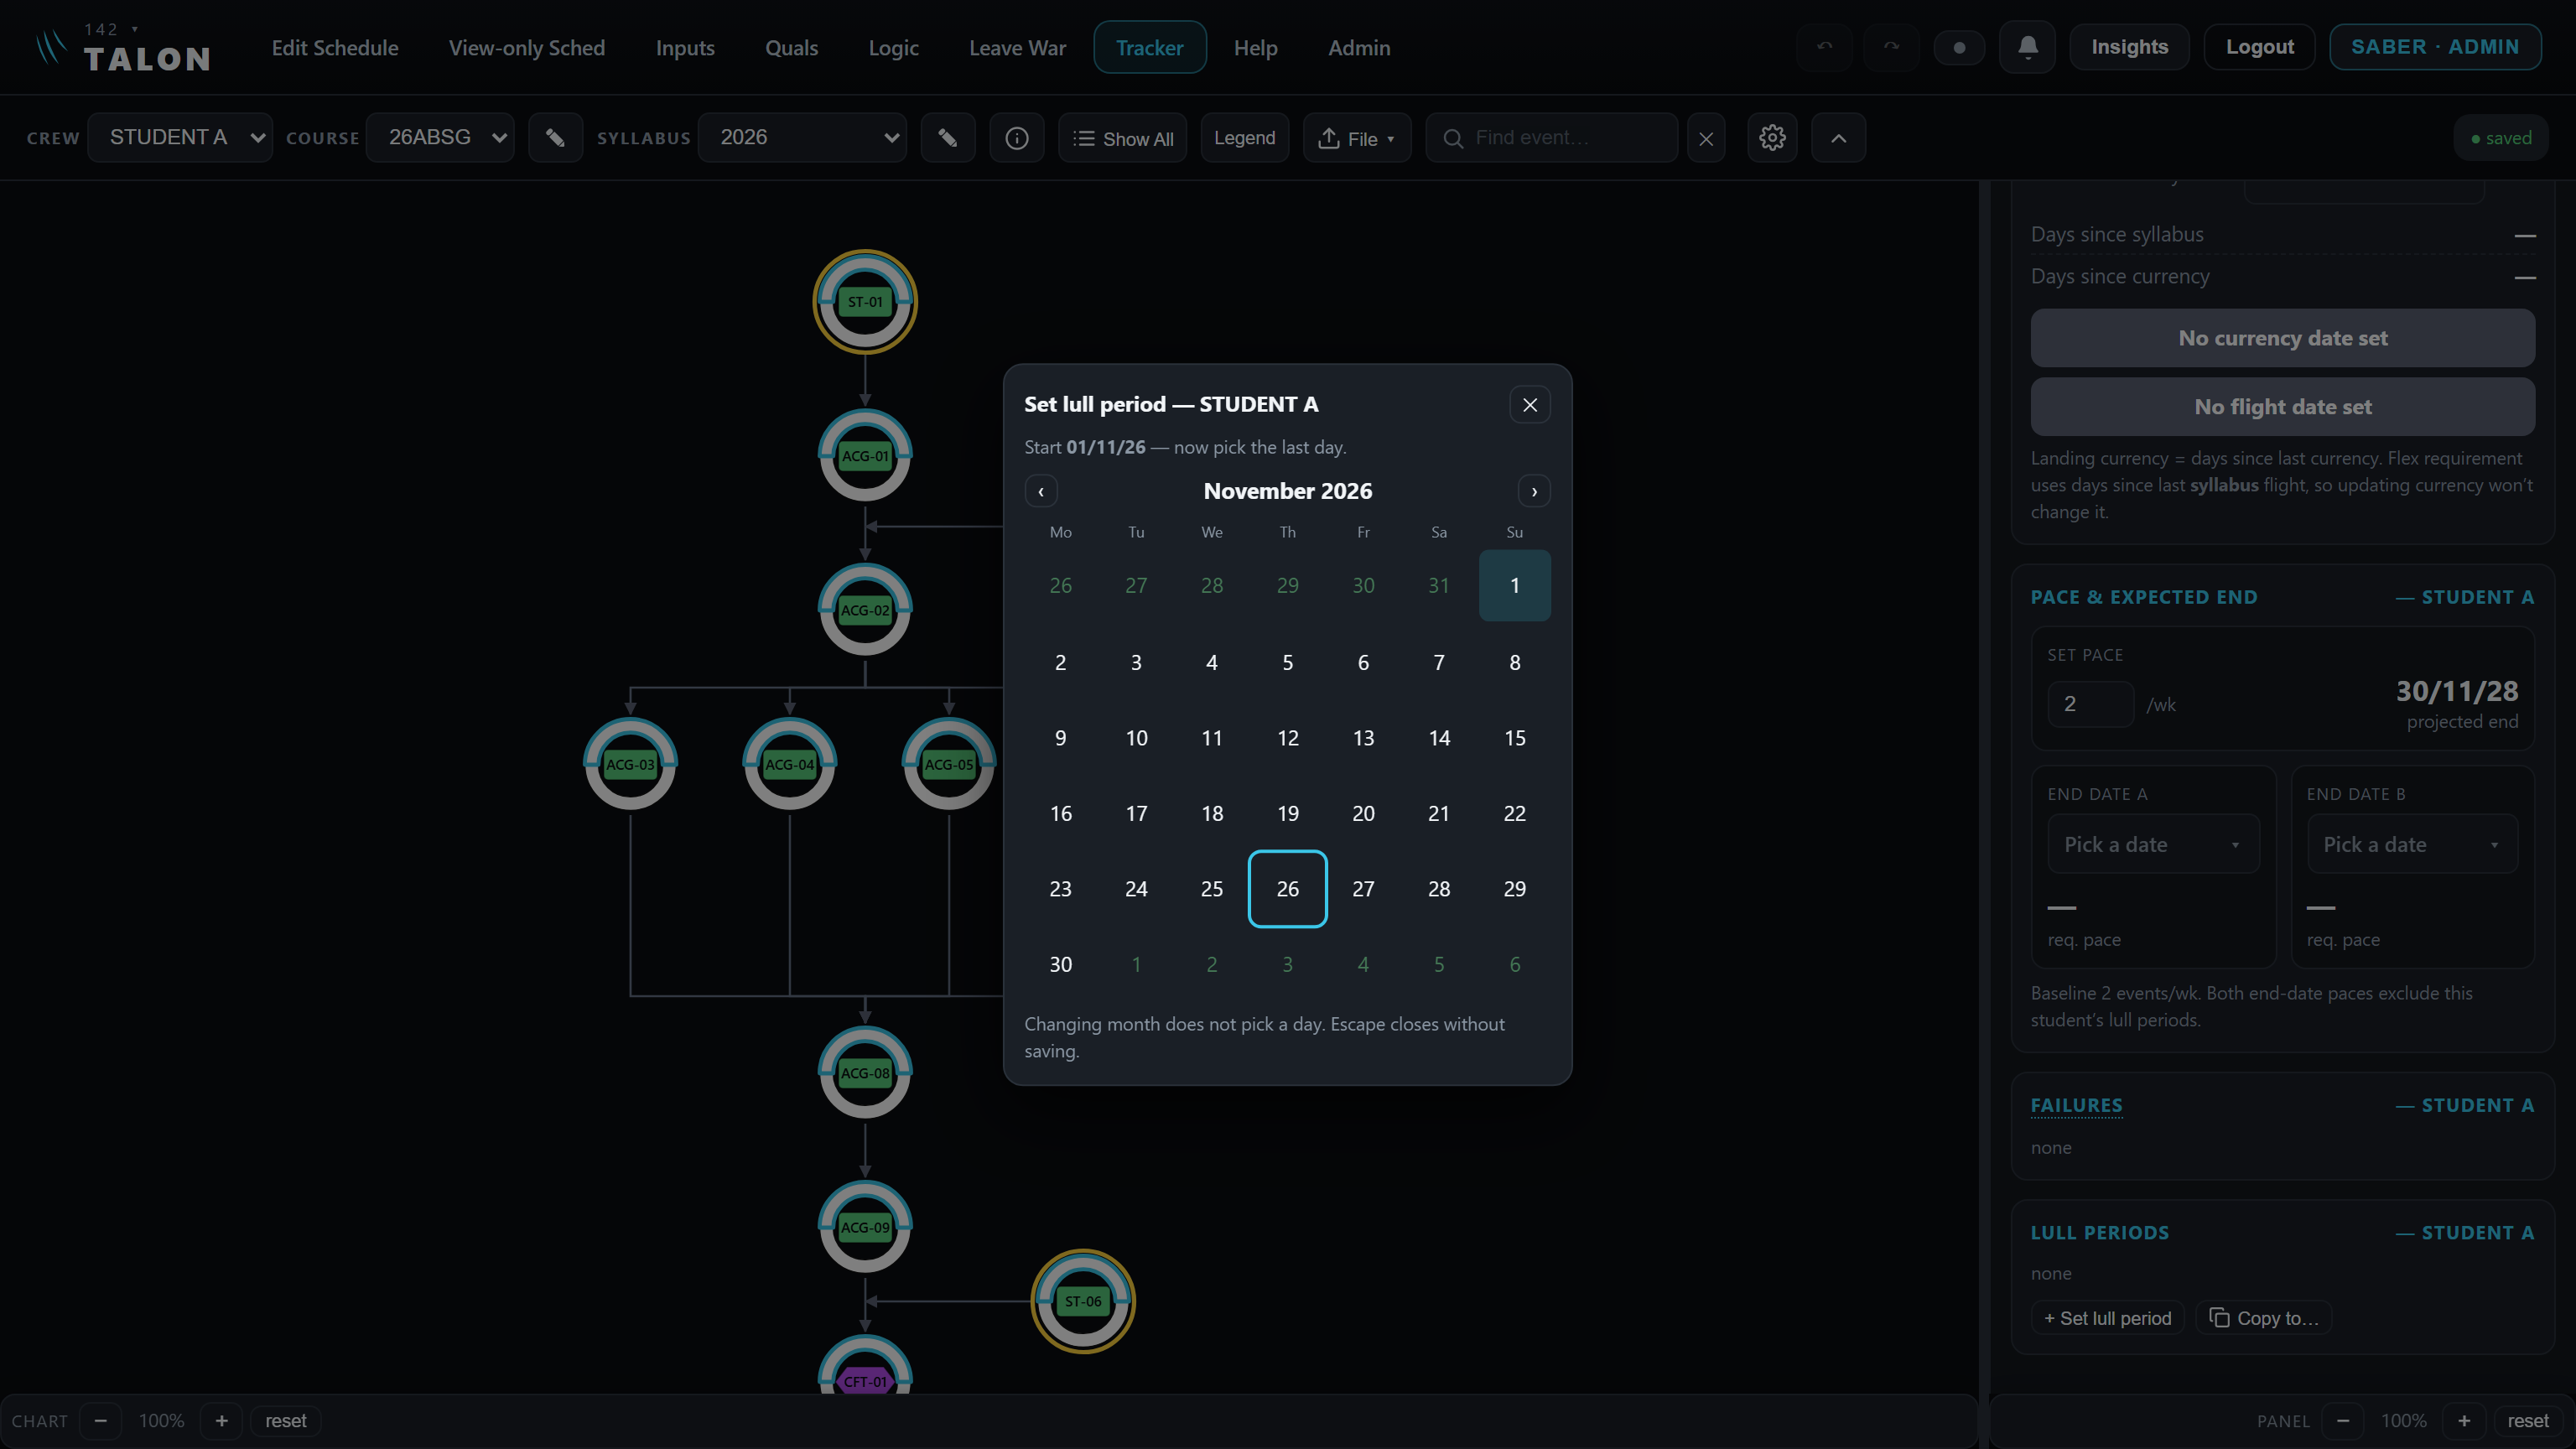 142 ▾
TALON
Edit Schedule
View-only Sched
Inputs
Quals
Logic
Leave War
Tracker
Help
Admin
Insights
Logout
SABER · ADMIN
CREW
STUDENT A
COURSE
26ABSG
SYLLABUS
2026
Show All
Legend
File ▾
Find event…
saved
ST-01
ACG-01
ACG-02
ACG-03
ACG-04
ACG-05
ACG-08
ACG-09
ST-06
CFT-01
Set lull period — STUDENT A
Start 01/11/26 — now pick the last day.
‹ November 2026 ›
Mo Tu We Th Fr Sa Su
26 27 28 29 30 31 1
2 3 4 5 6 7 8
9 10 11 12 13 14 15
16 17 18 19 20 21 22
23 24 25 26 27 28 29
30 1 2 3 4 5 6
Changing month does not pick a day. Escape closes without
saving.
Days since syllabus —
Days since currency —
No currency date set
No flight date set
Landing currency = days since last currency. Flex requirement
uses days since last syllabus flight, so updating currency won't
change it.
PACE & EXPECTED END — STUDENT A
SET PACE
2 /wk
30/11/28
projected end
END DATE A
Pick a date ▾
—
req. pace
END DATE B
Pick a date ▾
—
req. pace
Baseline 2 events/wk. Both end-date paces exclude this
student's lull periods.
FAILURES — STUDENT A
none
LULL PERIODS — STUDENT A
none
+ Set lull period
Copy to…
CHART − 100% + reset
PANEL − 100% + reset